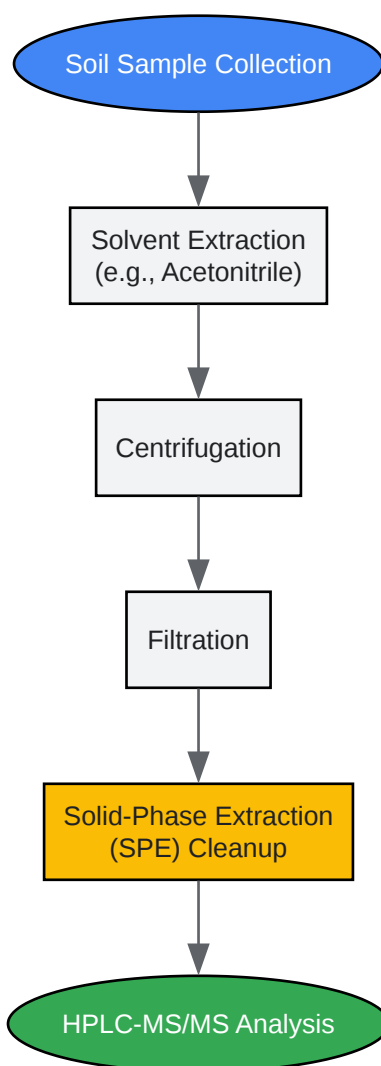 Soil Sample Collection
Solvent Extraction
(e.g., Acetonitrile)
Centrifugation
Filtration
Solid-Phase Extraction
(SPE) Cleanup
HPLC-MS/MS Analysis